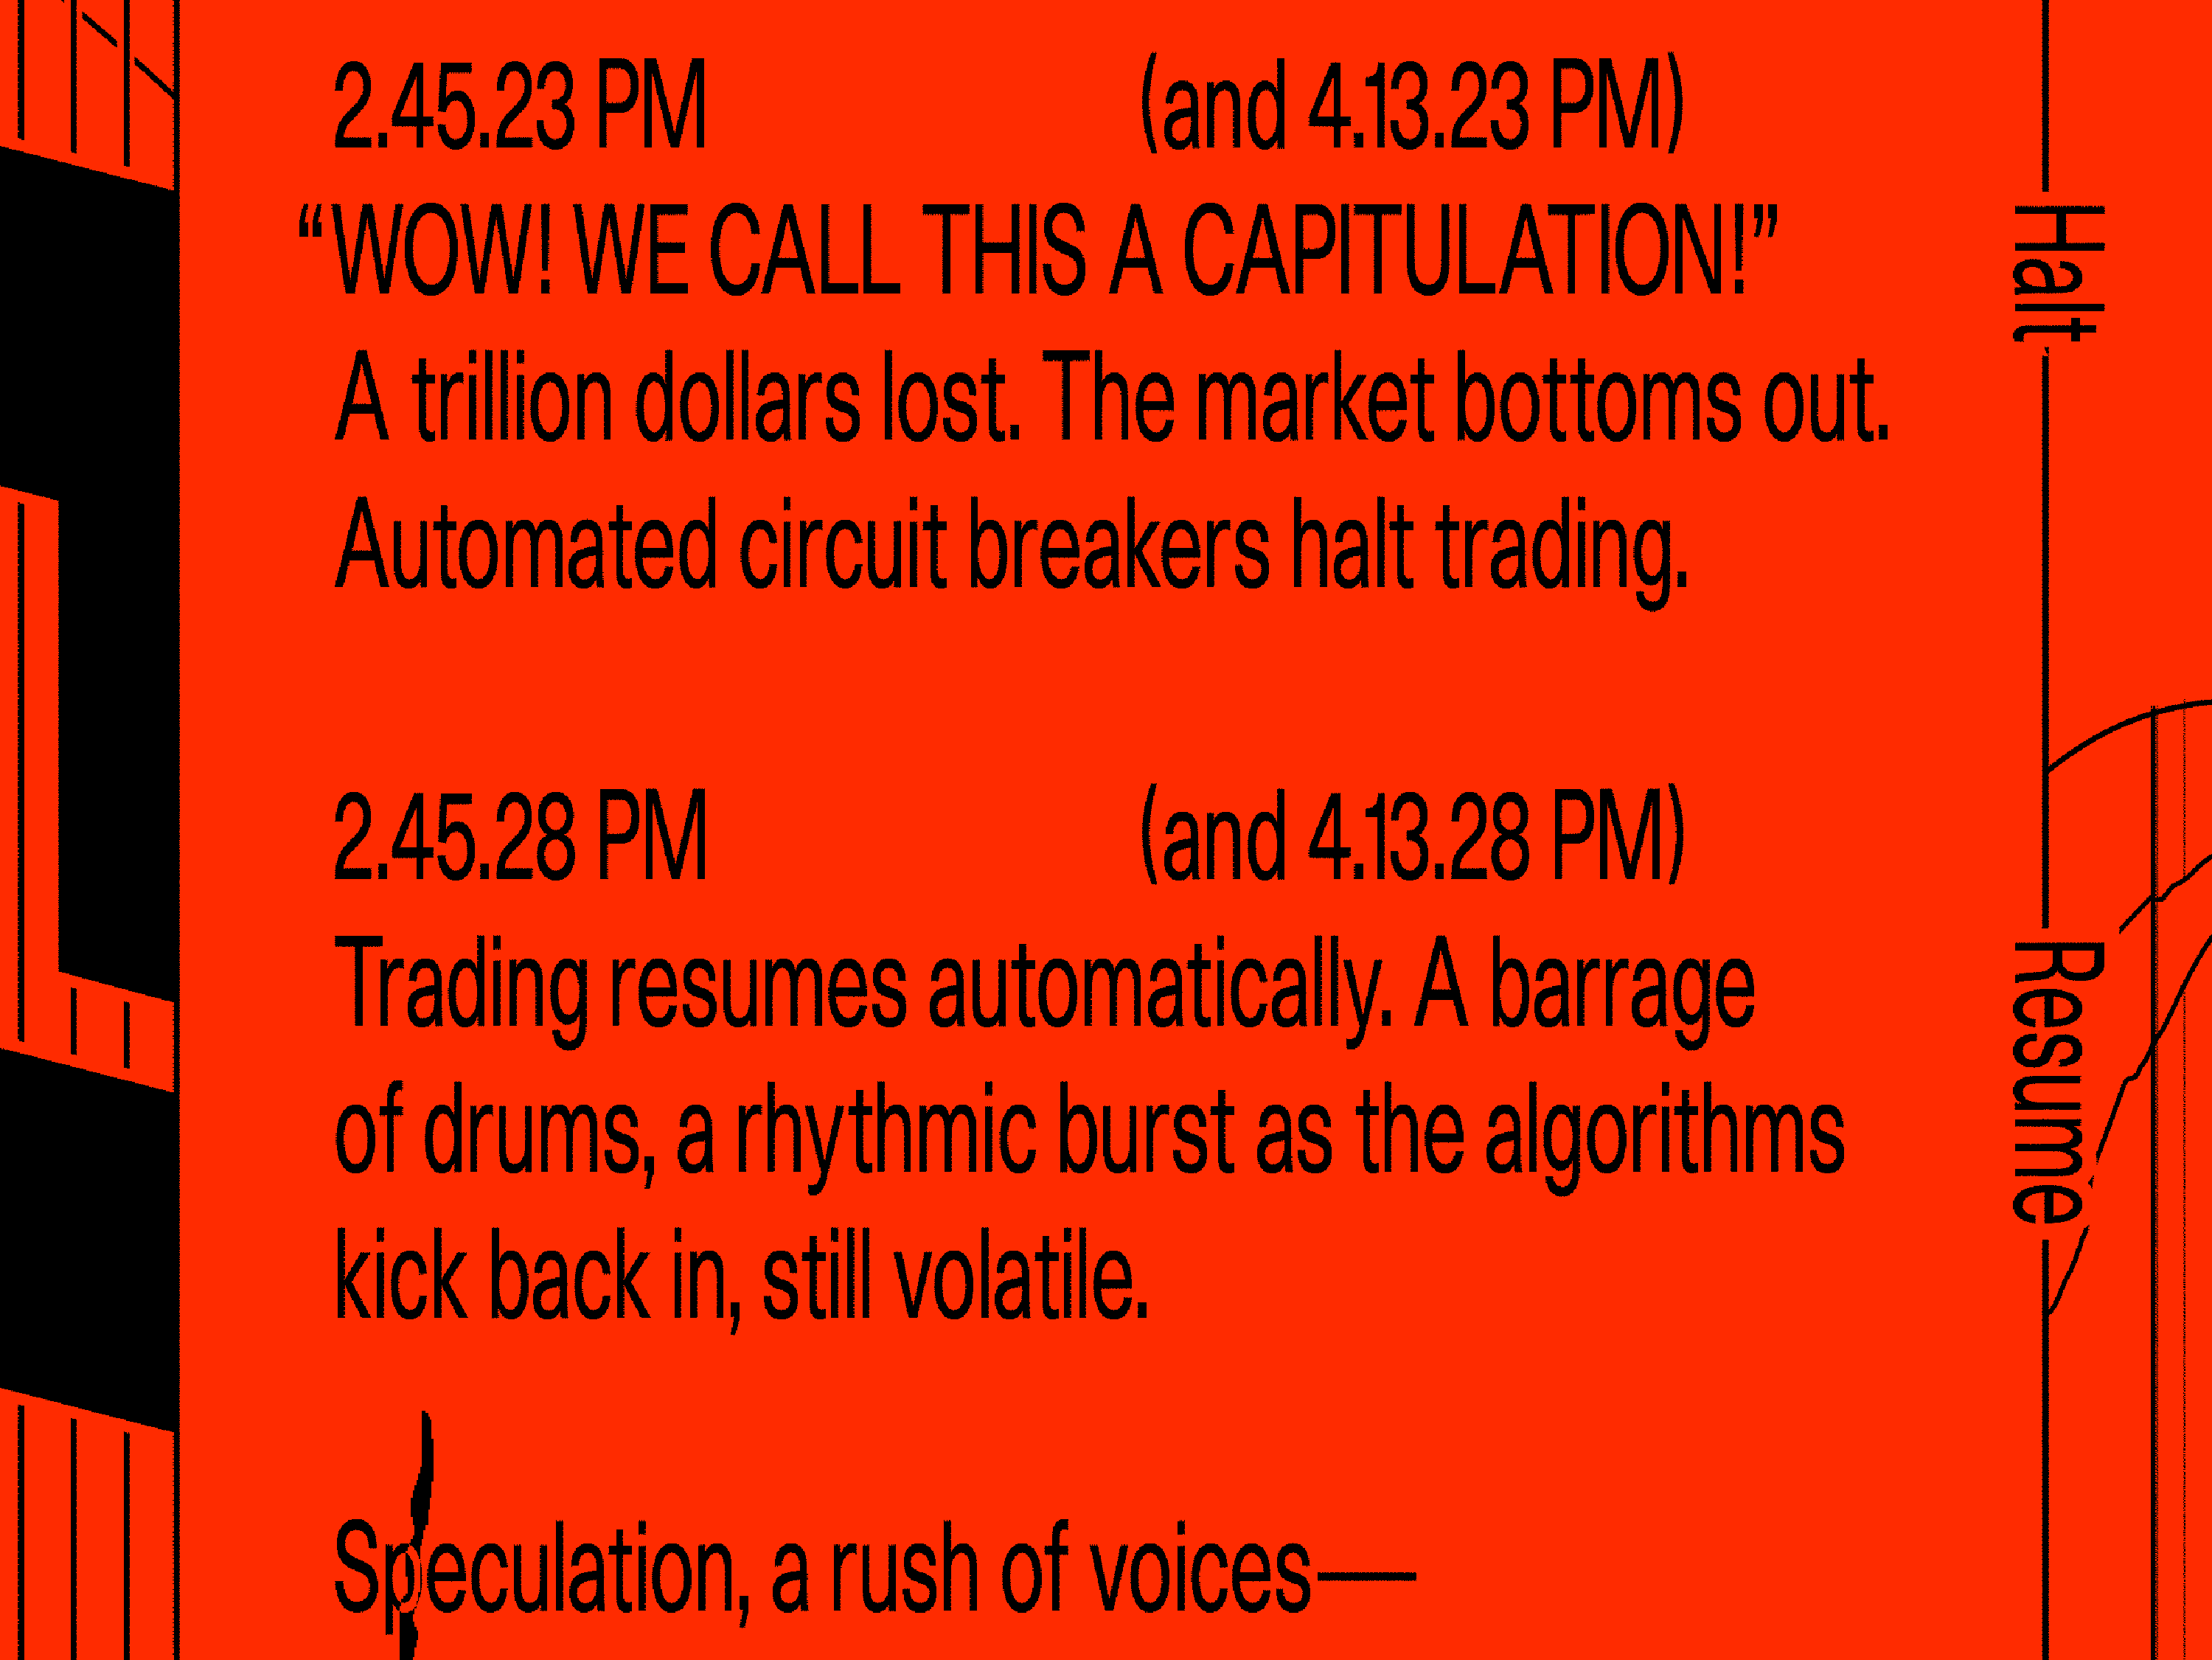 2.45.23 PM (and 4.13.23 PM)
“WOW! WE CALL THIS A CAPITULATION!”
A trillion dollars lost. The market bottoms out.
Automated circuit breakers halt trading.
2.45.28 PM (and 4.13.28 PM)
Trading resumes automatically. A barrage
of drums, a rhythmic burst as the algorithms
kick back in, still volatile.
Speculation, a rush of voices—
Halt
Resume